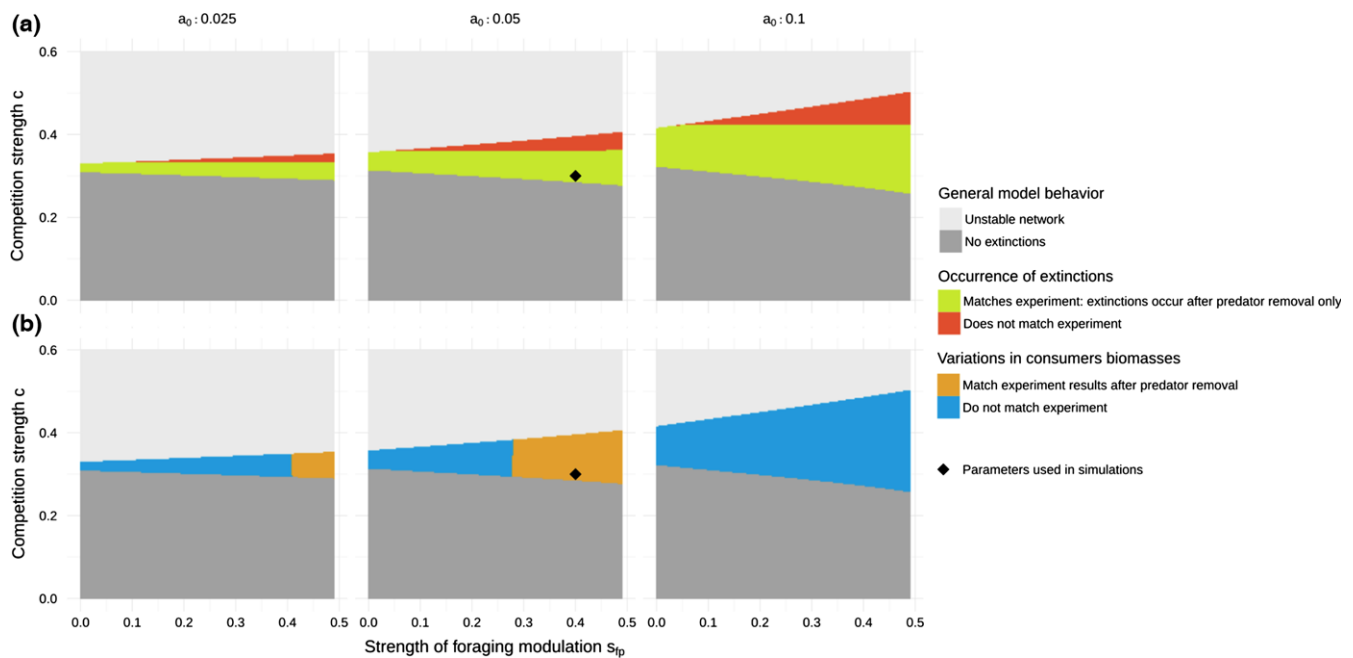 (a)
a₀ : 0.025
a₀ : 0.05
a₀ : 0.1
0.6
0.4
0.2
0.0
Competition strength c
(b)
0.6
0.4
0.2
0.0
Competition strength c
0.0 0.1 0.2 0.3 0.4 0.5
0.0 0.1 0.2 0.3 0.4 0.5
0.0 0.1 0.2 0.3 0.4 0.5
Strength of foraging modulation s_fp
General model behavior
Unstable network
No extinctions
Occurrence of extinctions
Matches experiment: extinctions occur after predator removal only
Does not match experiment
Variations in consumers biomasses
Match experiment results after predator removal
Do not match experiment
Parameters used in simulations